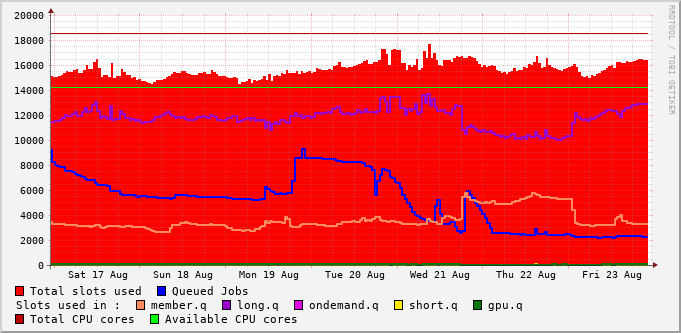 20000
18000
16000
14000
12000
10000
8000
6000
4000
2000
0
Sat 17 Aug Sun 18 Aug Mon 19 Aug Tue 20 Aug Wed 21 Aug Thu 22 Aug Fri 23 Aug
RRDTOOL / TOBI OETIKER
Total slots used Queued Jobs
Slots used in : member.q long.q ondemand.q short.q gpu.q
Total CPU cores Available CPU cores